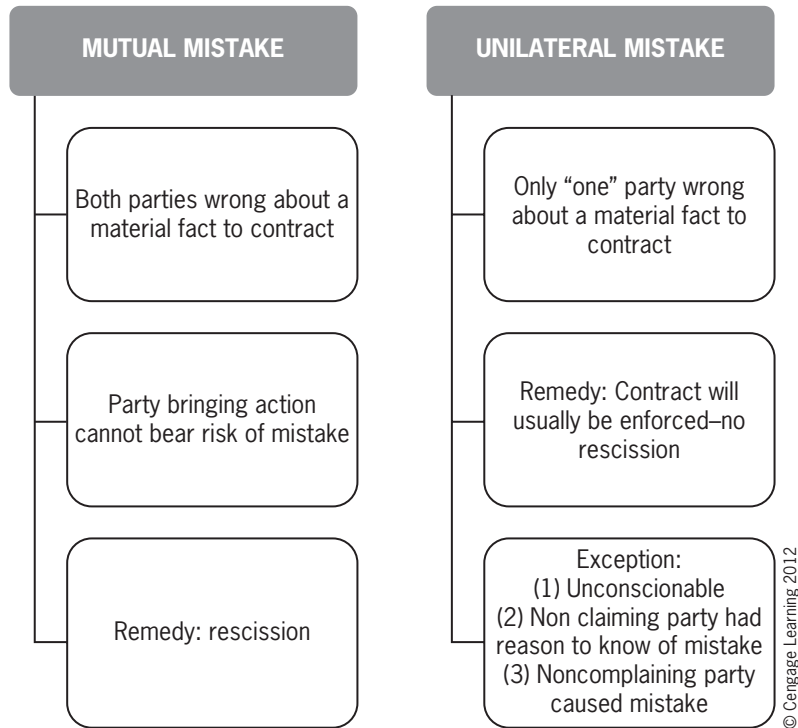 MUTUAL MISTAKE
Both parties wrong about a
material fact to contract
Party bringing action
cannot bear risk of mistake
Remedy: rescission
UNILATERAL MISTAKE
Only “one” party wrong
about a material fact to
contract
Remedy: Contract will
usually be enforced–no
rescission
Exception:
(1) Unconscionable
(2) Non claiming party had
reason to know of mistake
(3) Noncomplaining party
caused mistake
© Cengage Learning 2012